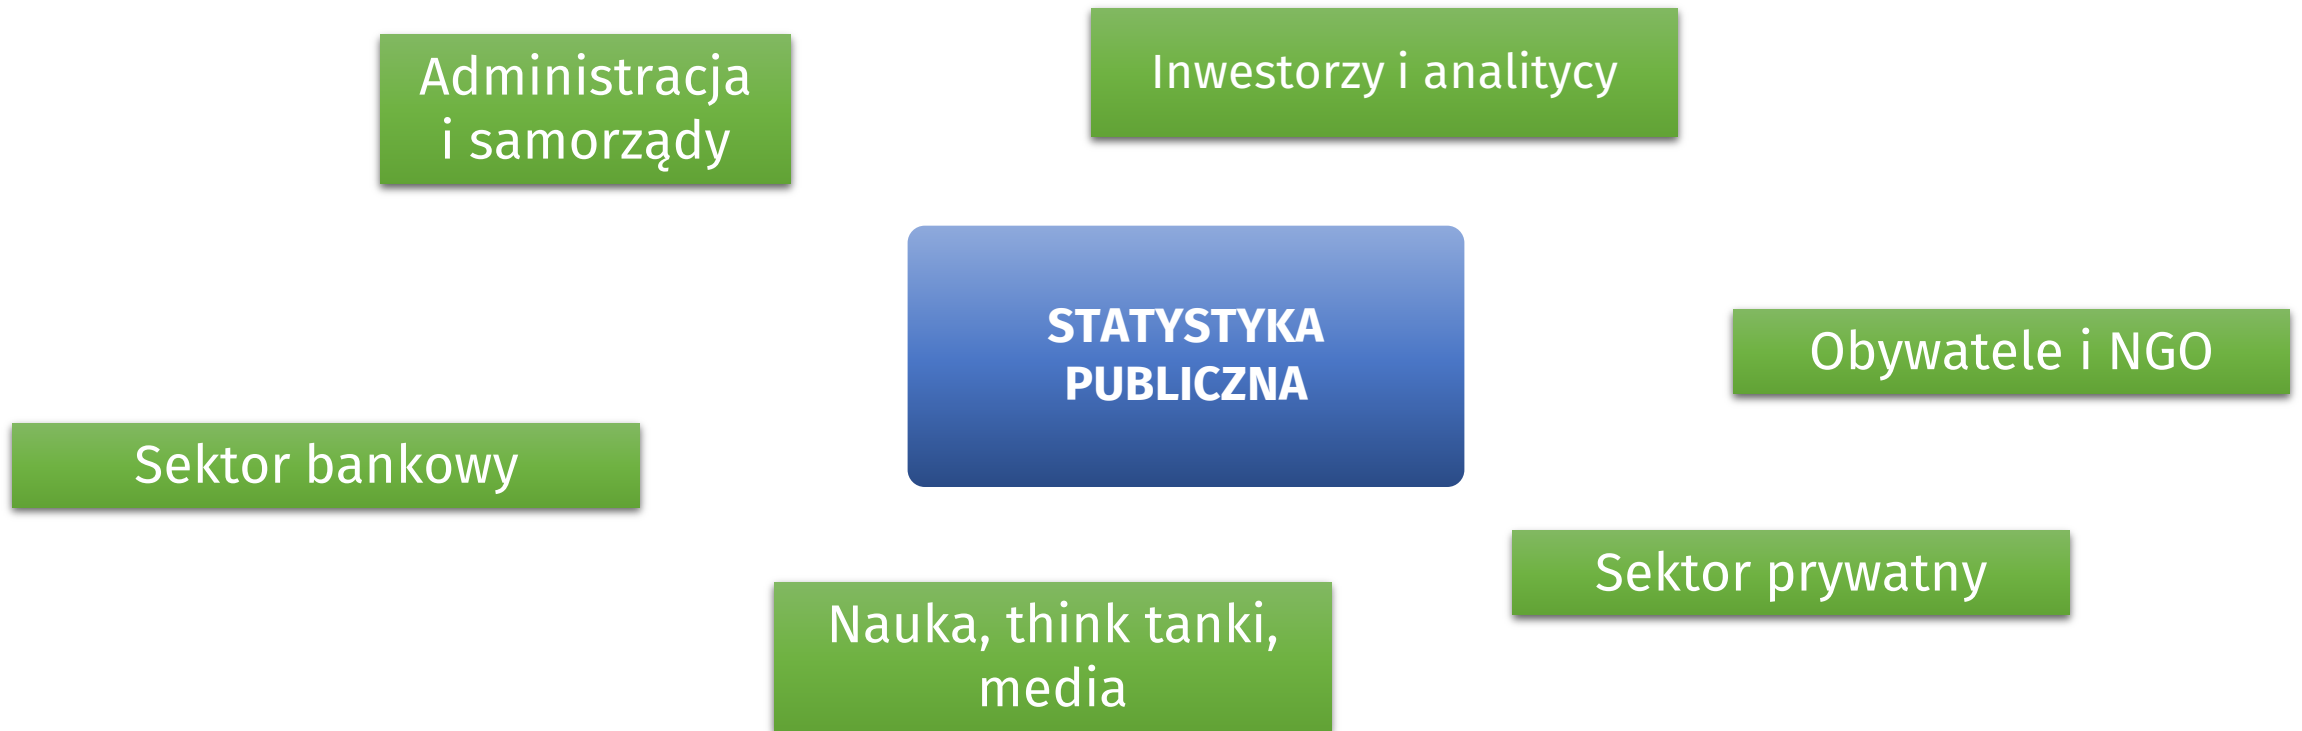 Administracja
i samorządy
Inwestorzy i analitycy
STATYSTYKA
PUBLICZNA
Obywatele i NGO
Sektor bankowy
Sektor prywatny
Nauka, think tanki,
media